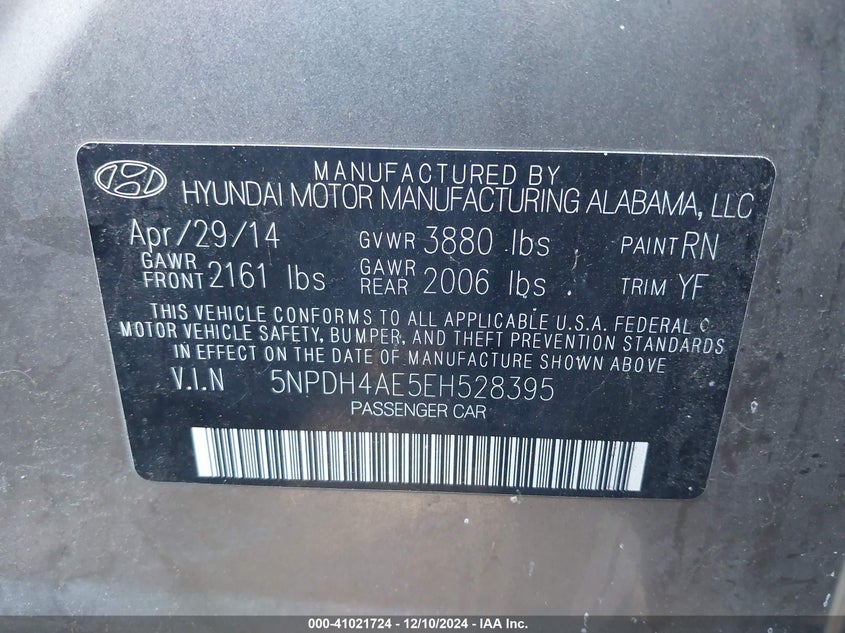 MANUFACTURED BY
HYUNDAI MOTOR MANUFACTURING ALABAMA, LLC
Apr/29/14 GVWR 3880 lbs PAINT RN
GAWR FRONT 2161 lbs GAWR REAR 2006 lbs TRIM YF
THIS VEHICLE CONFORMS TO ALL APPLICABLE U.S.A. FEDERAL
MOTOR VEHICLE SAFETY, BUMPER, AND THEFT PREVENTION STANDARDS
IN EFFECT ON THE DATE OF MANUFACTURE SHOWN ABOVE
V.I.N 5NPDH4AE5EH528395
PASSENGER CAR
000-41021724 - 12/10/2024 - IAA Inc.